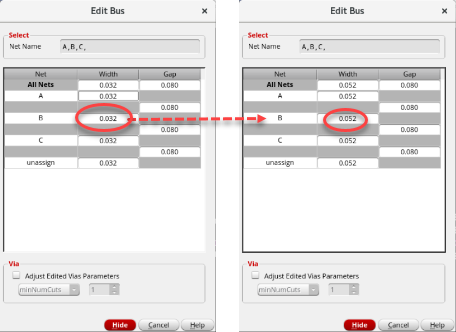 Edit Bus ×
Select
Net Name A,B,C,
Net Width Gap
All Nets 0.032 0.080
A 0.032
0.080
B 0.032
0.080
C 0.032
0.080
unassign 0.032
Via
Adjust Edited Vias Parameters
minNumCuts 1
Hide Cancel Help
Edit Bus ×
Select
Net Name A,B,C,
Net Width Gap
All Nets 0.052 0.080
A 0.052
0.080
B 0.052
0.080
C 0.052
0.080
unassign 0.052
Via
Adjust Edited Vias Parameters
minNumCuts 1
Hide Cancel Help